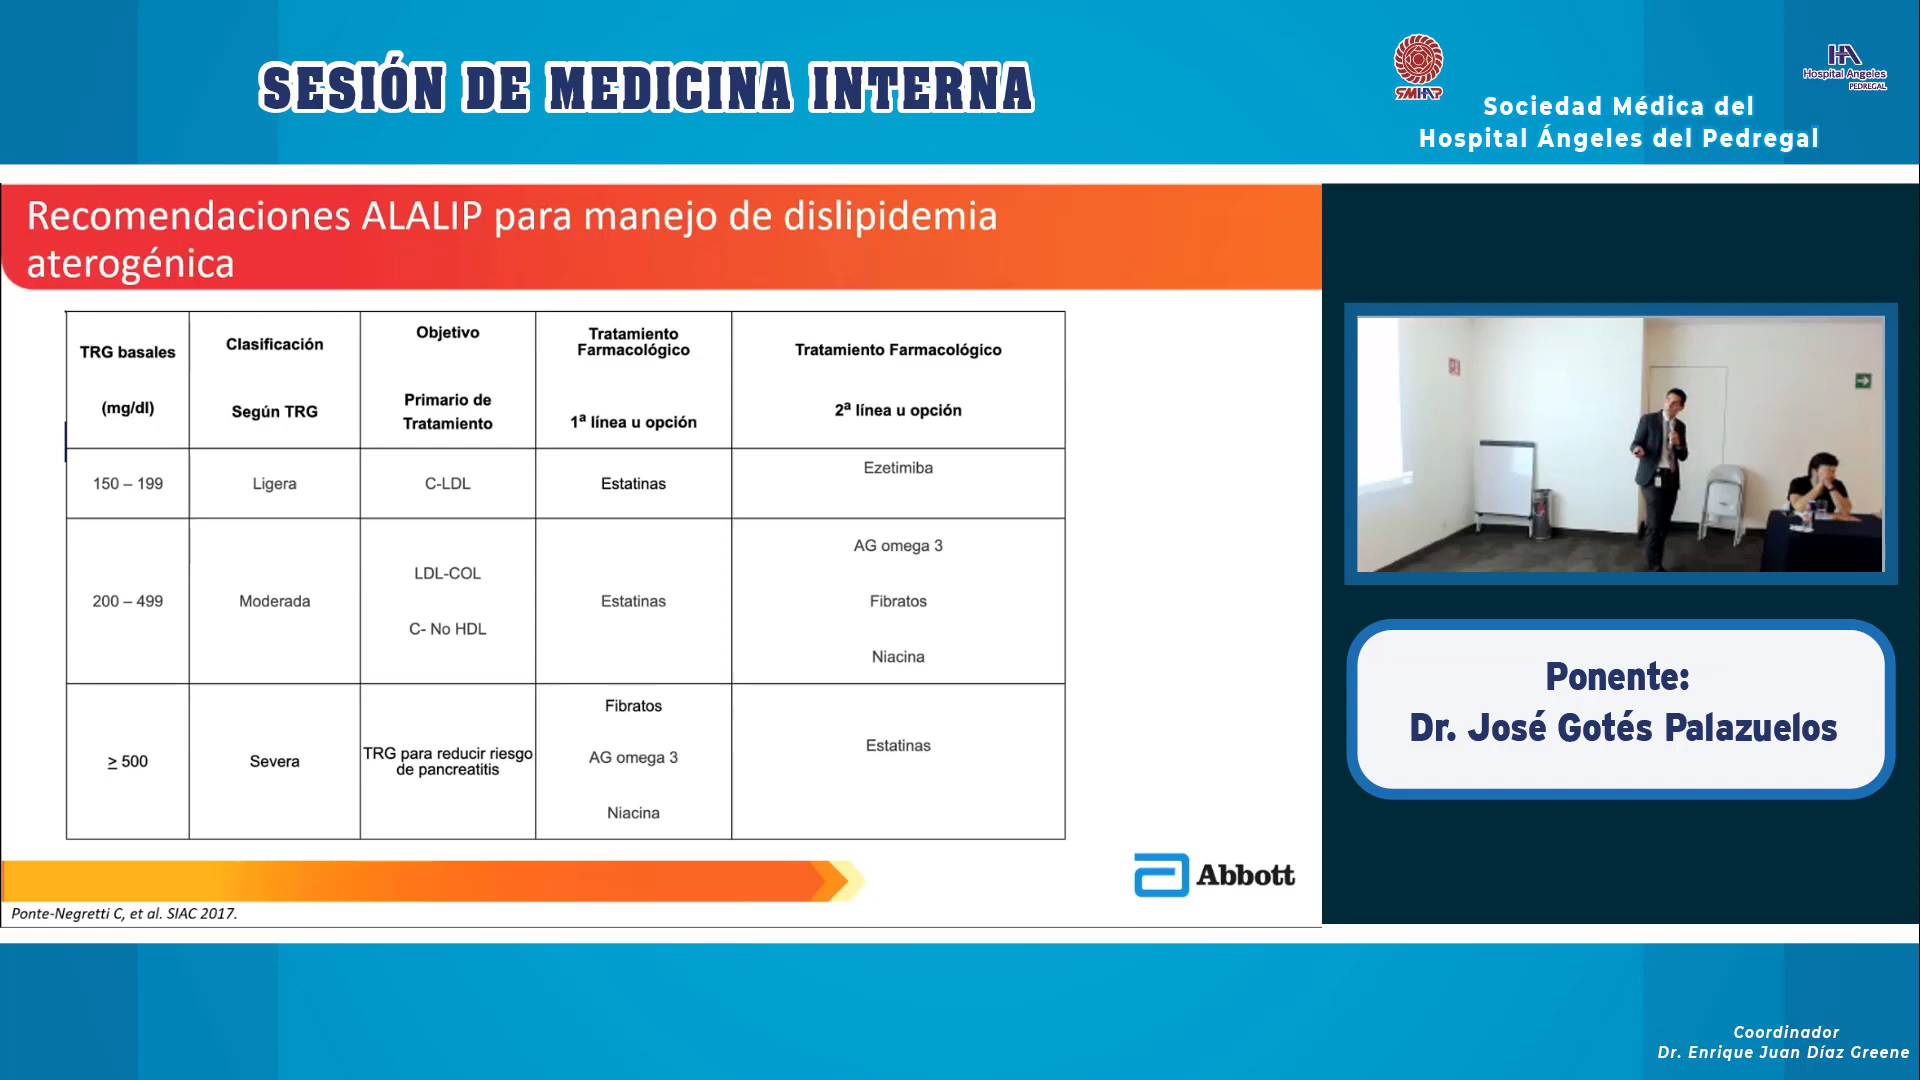 SESIÓN DE MEDICINA INTERNA
SMHAP
Sociedad Médica del
Hospital Ángeles del Pedregal
HA
Hospital Angeles
PEDREGAL
Recomendaciones ALALIP para manejo de dislipidemia
aterogénica
TRG basales
(mg/dl)
Clasificación
Según TRG
Objetivo
Primario de
Tratamiento
Tratamiento
Farmacológico
1ª línea u opción
Tratamiento Farmacológico
2ª línea u opción
150 – 199
Ligera
C-LDL
Estatinas
Ezetimiba
200 – 499
Moderada
LDL-COL
C- No HDL
Estatinas
AG omega 3
Fibratos
Niacina
≥ 500
Severa
TRG para reducir riesgo
de pancreatitis
Fibratos
AG omega 3
Niacina
Estatinas
Abbott
Ponte-Negretti C, et al. SIAC 2017.
Ponente:
Dr. José Gotés Palazuelos
Coordinador
Dr. Enrique Juan Díaz Greene